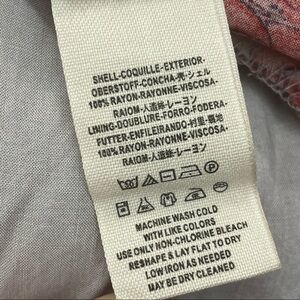 SHELL-COQUILLE-EXTERIOR-
OBERSTOFF-CONCHA-売-シェル
100% RAYON-RAYONNE-VISCOSA-
RAION-人造絲-レーヨン
LINING-DOUBLURE-FORRO-FODERA-
FUTTER-ENFILEIRANDO-衬里-裏地
100% RAYON-RAYONNE-VISCOSA-
RAION-人造絲-レーヨン
MACHINE WASH COLD
WITH LIKE COLORS
USE ONLY NON-CHLORINE BLEACH
RESHAPE & LAY FLAT TO DRY
LOW IRON AS NEEDED
MAY BE DRY CLEANED